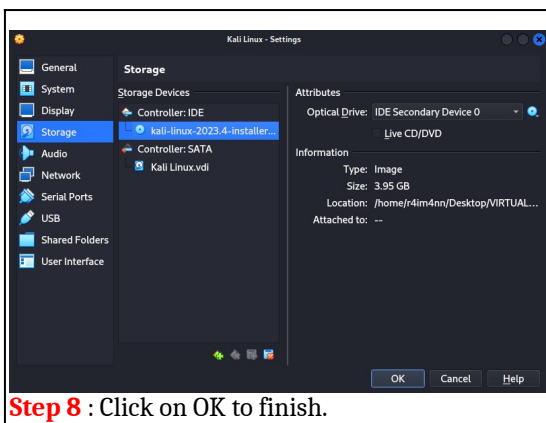 Kali Linux - Settings
General
System
Display
Storage
Audio
Network
Serial Ports
USB
Shared Folders
User Interface
Storage
Storage Devices
Controller: IDE
kali-linux-2023.4-installer...
Controller: SATA
Kali Linux.vdi
Attributes
Optical Drive: IDE Secondary Device 0
Live CD/DVD
Information
Type: Image
Size: 3.95 GB
Location: /home/r4im4nn/Desktop/VIRTUAL...
Attached to: --
OK Cancel Help
Step 8 : Click on OK to finish.